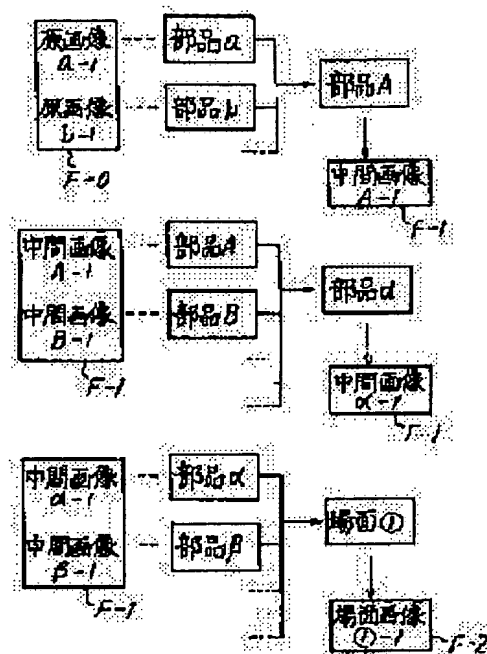 原画像
a-1
原画像
b-1
F-0
部品a
部品b
部品A
中間画像
A-1
F-1
中間画像
A-1
中間画像
B-1
F-1
部品A
部品B
部品α
中間画像
α-1
F-1
中間画像
α-1
中間画像
β-1
F-1
部品α
部品β
場面①
場面画像
①-1
F-2